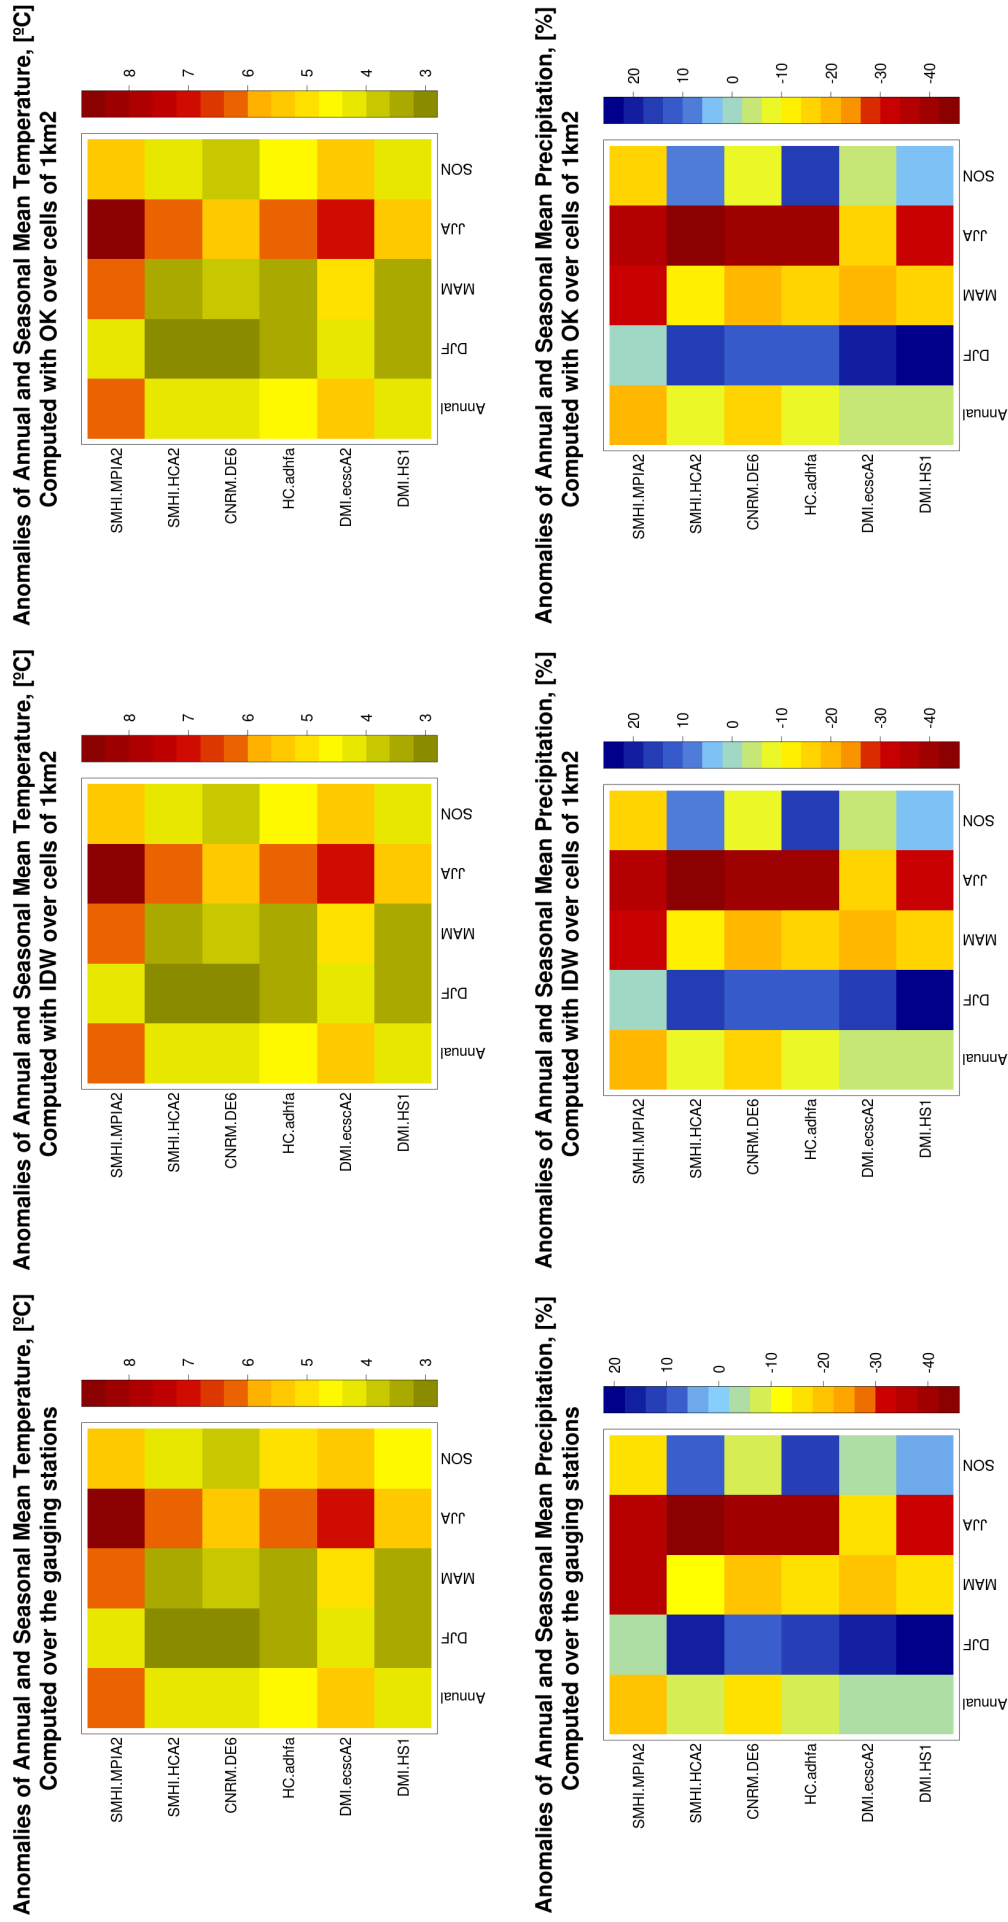 Anomalies of Annual and Seasonal Mean Temperature, [ºC]
Computed over the gauging stations
SMHI.MPIA2
SMHI.HCA2
CNRM.DE6
HC.adhfa
DMI.ecscA2
DMI.HS1
Annual
DJF
MAM
JJA
SON
8
7
6
5
4
3
Anomalies of Annual and Seasonal Mean Temperature, [ºC]
Computed with IDW over cells of 1km2
SMHI.MPIA2
SMHI.HCA2
CNRM.DE6
HC.adhfa
DMI.ecscA2
DMI.HS1
Annual
DJF
MAM
JJA
SON
8
7
6
5
4
3
Anomalies of Annual and Seasonal Mean Temperature, [ºC]
Computed with OK over cells of 1km2
SMHI.MPIA2
SMHI.HCA2
CNRM.DE6
HC.adhfa
DMI.ecscA2
DMI.HS1
Annual
DJF
MAM
JJA
SON
8
7
6
5
4
3
Anomalies of Annual and Seasonal Mean Precipitation, [%]
Computed over the gauging stations
SMHI.MPIA2
SMHI.HCA2
CNRM.DE6
HC.adhfa
DMI.ecscA2
DMI.HS1
Annual
DJF
MAM
JJA
SON
20
10
0
-10
-20
-30
-40
Anomalies of Annual and Seasonal Mean Precipitation, [%]
Computed with IDW over cells of 1km2
SMHI.MPIA2
SMHI.HCA2
CNRM.DE6
HC.adhfa
DMI.ecscA2
DMI.HS1
Annual
DJF
MAM
JJA
SON
20
10
0
-10
-20
-30
-40
Anomalies of Annual and Seasonal Mean Precipitation, [%]
Computed with OK over cells of 1km2
SMHI.MPIA2
SMHI.HCA2
CNRM.DE6
HC.adhfa
DMI.ecscA2
DMI.HS1
Annual
DJF
MAM
JJA
SON
20
10
0
-10
-20
-30
-40